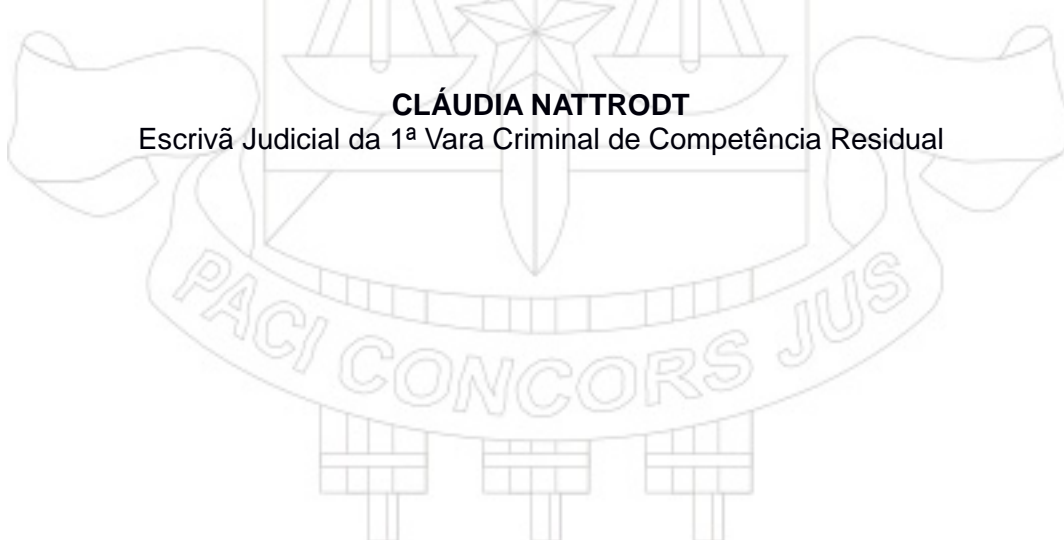 CLÁUDIA NATTRODT
Escrivã Judicial da 1ª Vara Criminal de Competência Residual
PACI CONCORS JUS